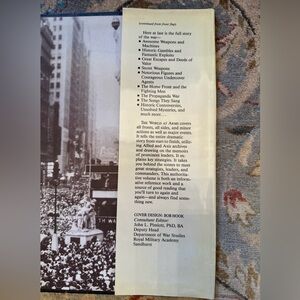 (continued from front flap)
Here at last is the full story
of the war—
• Awesome Weapons and
Machines
• Historic Gambles and
Fantastic Exploits
• Great Escapes and Deeds of
Valor
• Secret Weapons
• Notorious Figures and
Courageous Undercover
Agents
• The Home Front and the
Fighting Men
• The Propaganda War
• The Songs They Sang
• Historic Controversies,
Unsolved Mysteries, and
much more . . .
THE WORLD AT ARMS covers
all fronts, all sides, and minor
actions as well as major events.
It tells the entire dramatic
story from start to finish, utiliz-
ing Allied and Axis archives
and drawing on the memoirs
of prominent leaders. It ex-
plains key strategies. It takes
you behind the scenes to meet
great strategists, leaders, and
commanders. This authorita-
tive volume is both an inform-
ative reference work and a
source of good reading that
you'll turn to again and
again—and always find some-
thing new.
COVER DESIGN: ROB HOOK
Consultant Editor:
John L. Pimlott, PhD, BA
Deputy Head
Department of War Studies
Royal Military Academy
Sandhurst